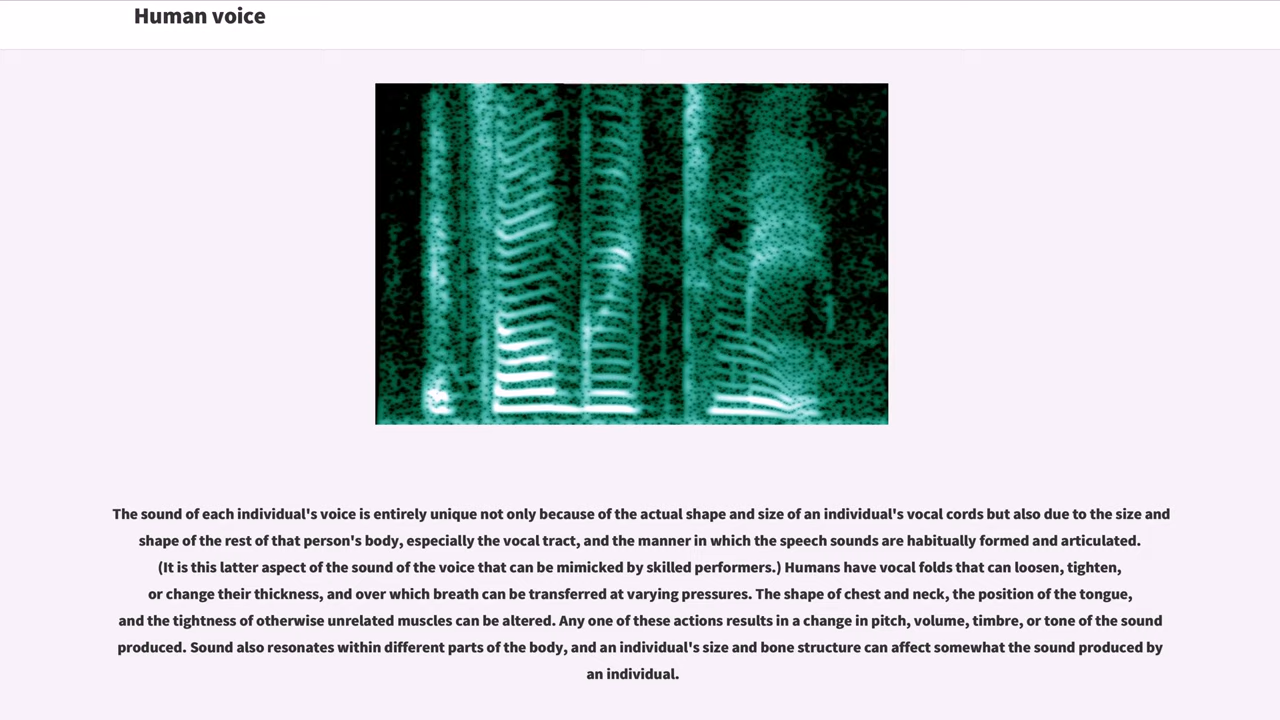 Human voice
The sound of each individual's voice is entirely unique not only because of the actual shape and size of an individual's vocal cords but also due to the size and
shape of the rest of that person's body, especially the vocal tract, and the manner in which the speech sounds are habitually formed and articulated.
(It is this latter aspect of the sound of the voice that can be mimicked by skilled performers.) Humans have vocal folds that can loosen, tighten,
or change their thickness, and over which breath can be transferred at varying pressures. The shape of chest and neck, the position of the tongue,
and the tightness of otherwise unrelated muscles can be altered. Any one of these actions results in a change in pitch, volume, timbre, or tone of the sound
produced. Sound also resonates within different parts of the body, and an individual's size and bone structure can affect somewhat the sound produced by
an individual.